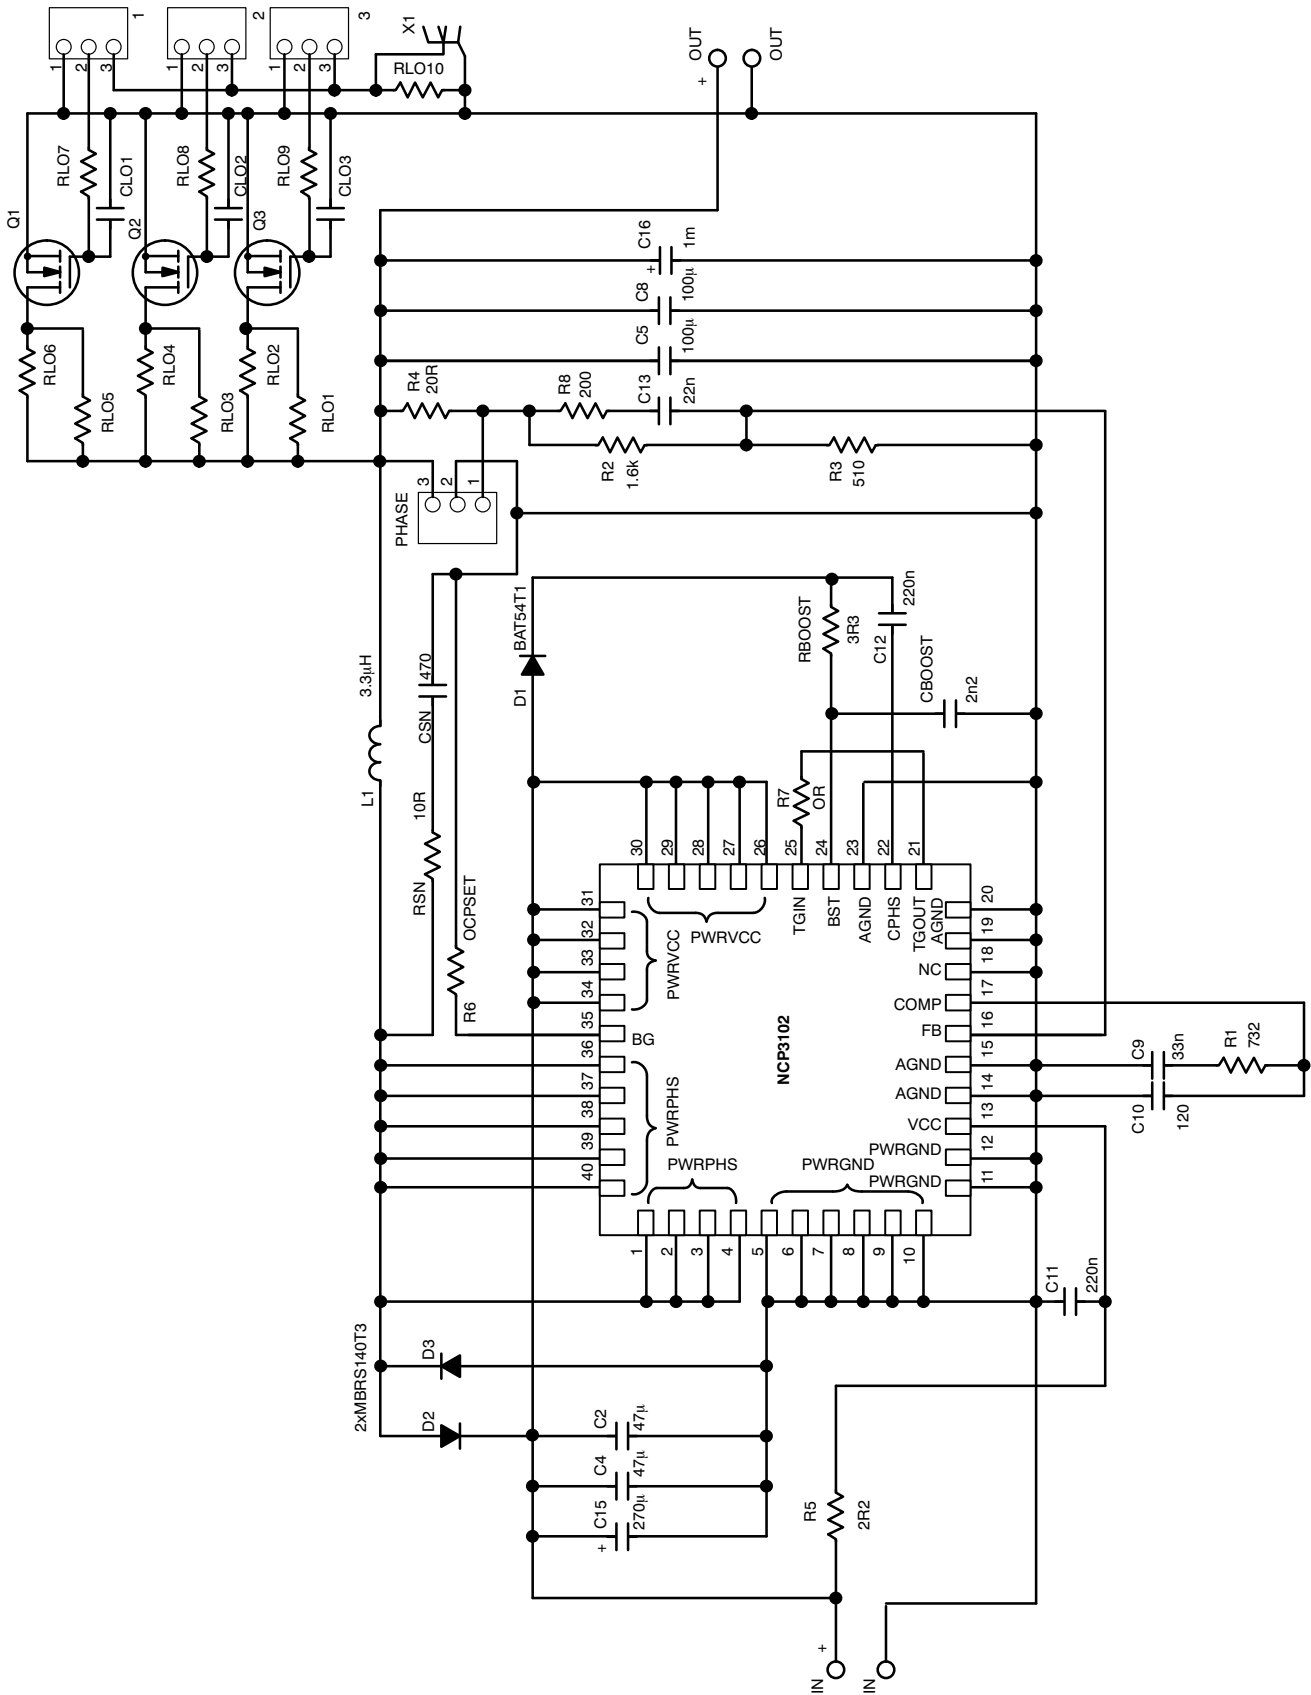 1
2
3
1
2
3
1
2
3
1
2
3
X1
RLO10
Q1
RLO7
CLO1
Q2
RLO8
CLO2
Q3
RLO9
CLO3
RLO6
RLO5
RLO4
RLO3
RLO2
RLO1
OUT
+
OUT
C16
+
1m
C8
100µ
C5
100µ
R4
20R
R8
200
C13
22n
R2
1.6k
R3
510
PHASE
3
2
1
L1
3.3µH
470
CSN
10R
RSN
OCPSET
R6
BAT54T1
D1
RBOOST
3R3
C12
220n
CBOOST
2n2
R7
OR
30
29
28
27
26
25
24
23
22
21
PWRVCC
TGIN
BST
AGND
CPHS
TGOUT
31
32
33
34
35
36
37
38
39
40
PWRVCC
BG
PWRPHS
NCP3102
AGND
NC
COMP
FB
AGND
AGND
VCC
PWRGND
PWRGND
20
19
18
17
16
15
14
13
12
11
PWRPHS
PWRGND
1
2
3
4
5
6
7
8
9
10
C9
33n
R1
732
C10
120
C11
220n
2xMBRS140T3
D3
D2
C2
47µ
C4
47µ
C15
+
270µ
R5
2R2
+
IN
IN